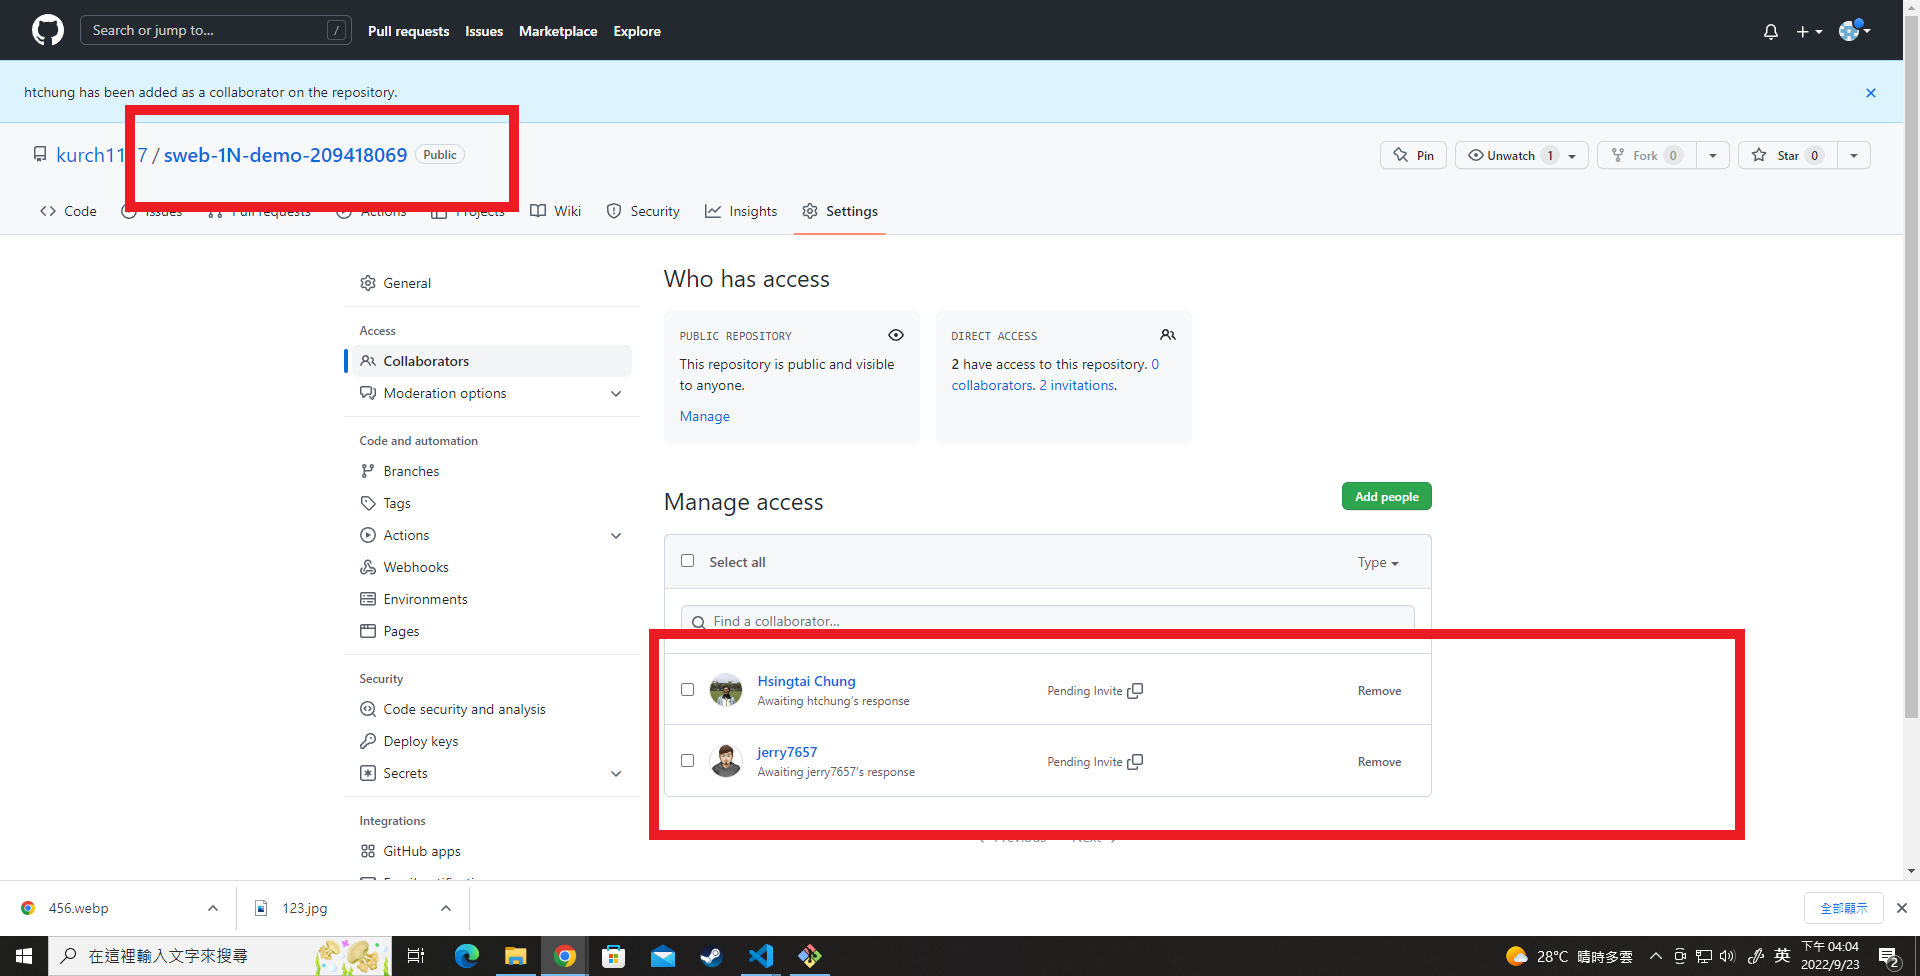 Search or jump to...
/
Pull requests
Issues
Marketplace
Explore
htchung has been added as a collaborator on the repository.
/ sweb-1N-demo-209418069
Public
Pin
Unwatch 1
Fork 0
Star 0
Code
Issues
Pull requests
Actions
Projects
Wiki
Security
Insights
Settings
General
Access
Collaborators
Moderation options
Code and automation
Branches
Tags
Actions
Webhooks
Environments
Pages
Security
Code security and analysis
Deploy keys
Secrets
Integrations
GitHub apps
Who has access
PUBLIC REPOSITORY
This repository is public and visible
to anyone.
Manage
DIRECT ACCESS
2 have access to this repository. 0
collaborators. 2 invitations.
Manage access
Add people
Select all
Type
Find a collaborator...
Hsingtai Chung
Awaiting htchung's response
Pending Invite
Remove
jerry7657
Awaiting jerry7657's response
Pending Invite
Remove
Previous
Next
456.webp
123.jpg
全部顯示
在這裡輸入文字來搜尋
28°C 晴時多雲
英
下午 04:04
2022/9/23
2